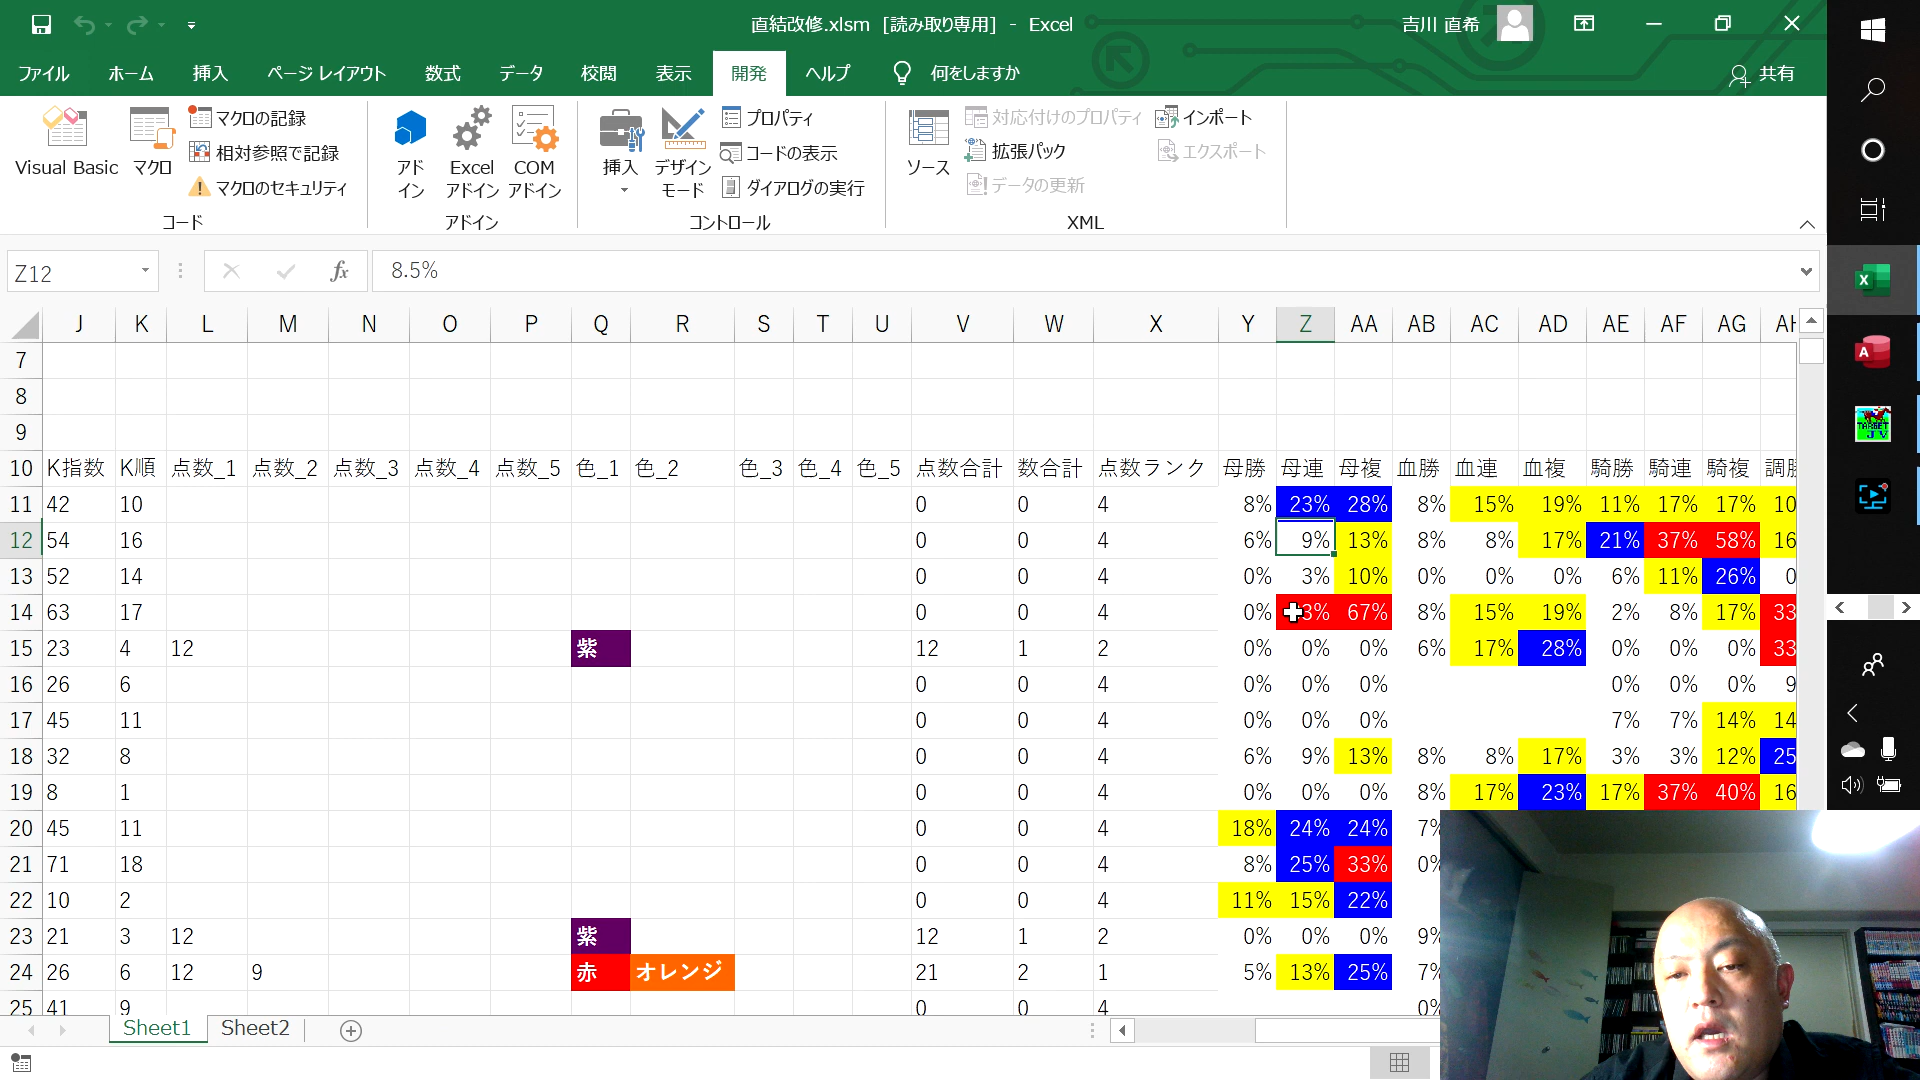 直結改修.xlsm [読み取り専用] - Excel
吉川 直希
ファイル ホーム 挿入 ページ レイアウト 数式 データ 校閲 表示 開発 ヘルプ 何をしますか 共有
Visual Basic マクロ マクロの記録 相対参照で記録 マクロのセキュリティ
コード
アドイン Excel アドイン COM アドイン
アドイン
挿入 デザイン モード プロパティ コードの表示 ダイアログの実行
コントロール
ソース 対応付けのプロパティ 拡張パック データの更新 インポート エクスポート
XML
Z12 fx 8.5%
J K L M N O P Q R S T U V W X Y Z AA AB AC AD AE AF AG AH
7
8
9
10 K指数 K順 点数_1 点数_2 点数_3 点数_4 点数_5 色_1 色_2 色_3 色_4 色_5 点数合計 数合計 点数ランク 母勝 母連 母複 血勝 血連 血複 騎勝 騎連 騎複
11 42 10 0 0 4 8% 23% 28% 8% 15% 19% 11% 17% 17% 10
12 54 16 0 0 4 6% 9% 13% 8% 8% 17% 21% 37% 58% 16
13 52 14 0 0 4 0% 3% 10% 0% 0% 0% 6% 11% 26% 0
14 63 17 0 0 4 0% 3% 67% 8% 15% 19% 2% 8% 17% 33
15 23 4 12 紫 12 1 2 0% 0% 0% 6% 17% 28% 0% 0% 0% 33
16 26 6 0 0 4 0% 0% 0% 0% 0% 0% 9
17 45 11 0 0 4 0% 0% 0% 7% 7% 14% 14
18 32 8 0 0 4 6% 9% 13% 8% 8% 17% 3% 3% 12% 25
19 8 1 0 0 4 0% 0% 0% 8% 17% 23% 17% 37% 40% 16
20 45 11 0 0 4 18% 24% 24% 7%
21 71 18 0 0 4 8% 25% 33% 0%
22 10 2 0 0 4 11% 15% 22%
23 21 3 12 紫 12 1 2 0% 0% 0% 9%
24 26 6 12 9 赤 オレンジ 21 2 1 5% 13% 25% 7%
25 41 9 0 0 4 0%
Sheet1 Sheet2
TARGET
JV